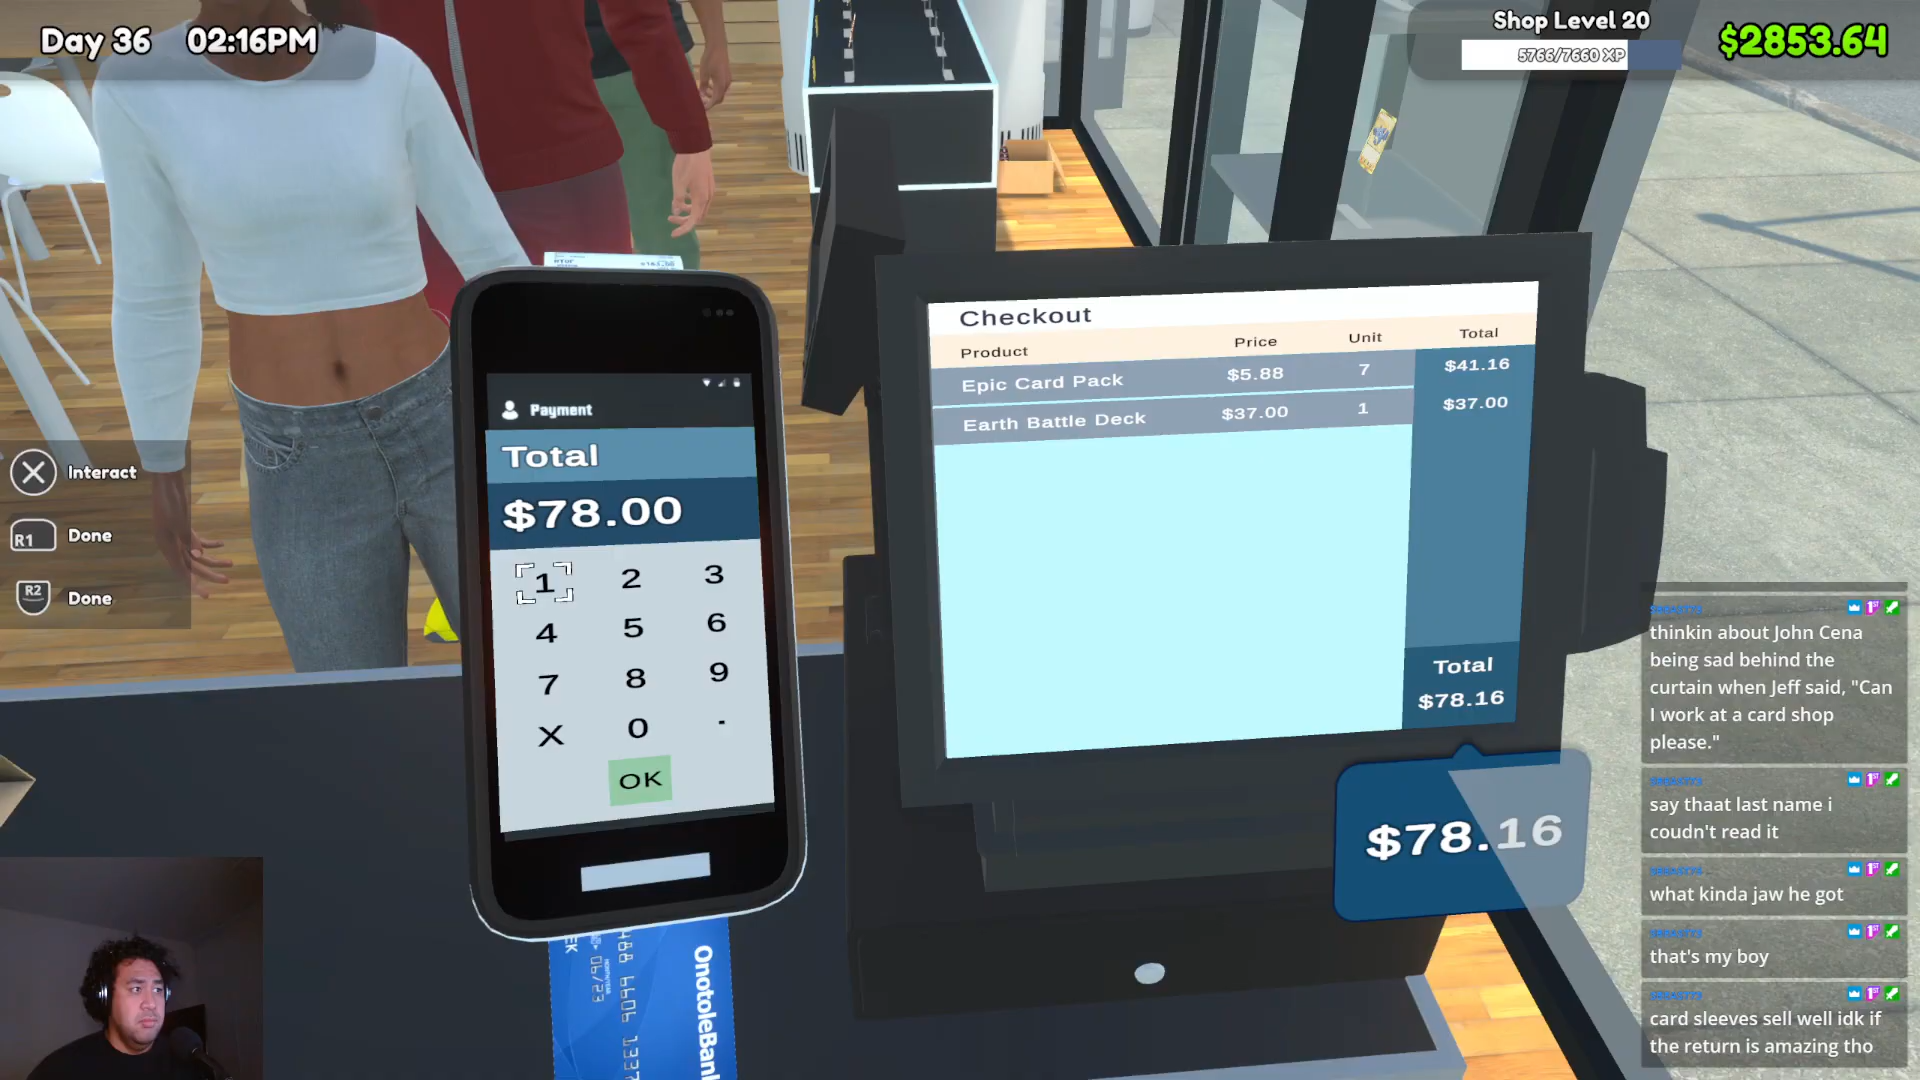 Day 36 02:16PM
Shop Level 20
5766/7660 XP
$2853.64
Interact
R1 Done
R2 Done
Payment
Total
$78.00
1 2 3
4 5 6
7 8 9
X 0 .
OK
Checkout
Product Price Unit Total
Epic Card Pack $5.88 7 $41.16
Earth Battle Deck $37.00 1 $37.00
Total
$78.16
$78.16
OnotoleBank
06/23
thinkin about John Cena
being sad behind the
curtain when Jeff said, "Can
I work at a card shop
please."
say thaat last name i
coudn't read it
what kinda jaw he got
that's my boy
card sleeves sell well idk if
the return is amazing tho